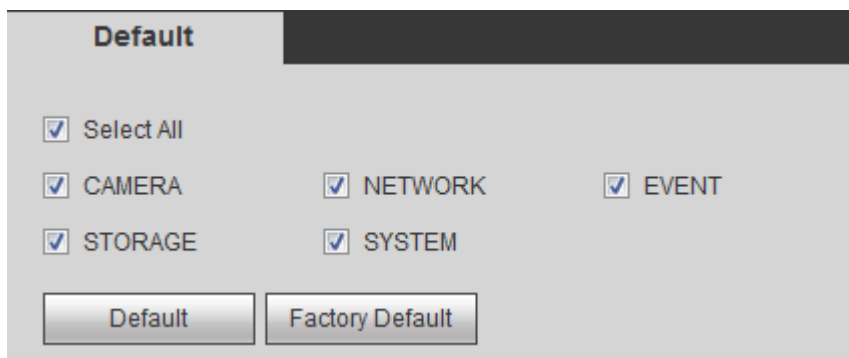 Default
Select All
CAMERA NETWORK EVENT
STORAGE SYSTEM
Default Factory Default